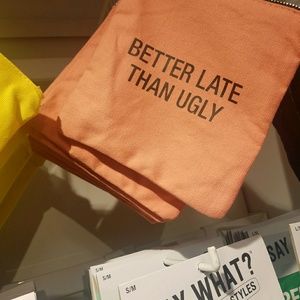 BETTER LATE
THAN UGLY
S/M
S/M
S/M
Y WHAT?
STYLES
SAY